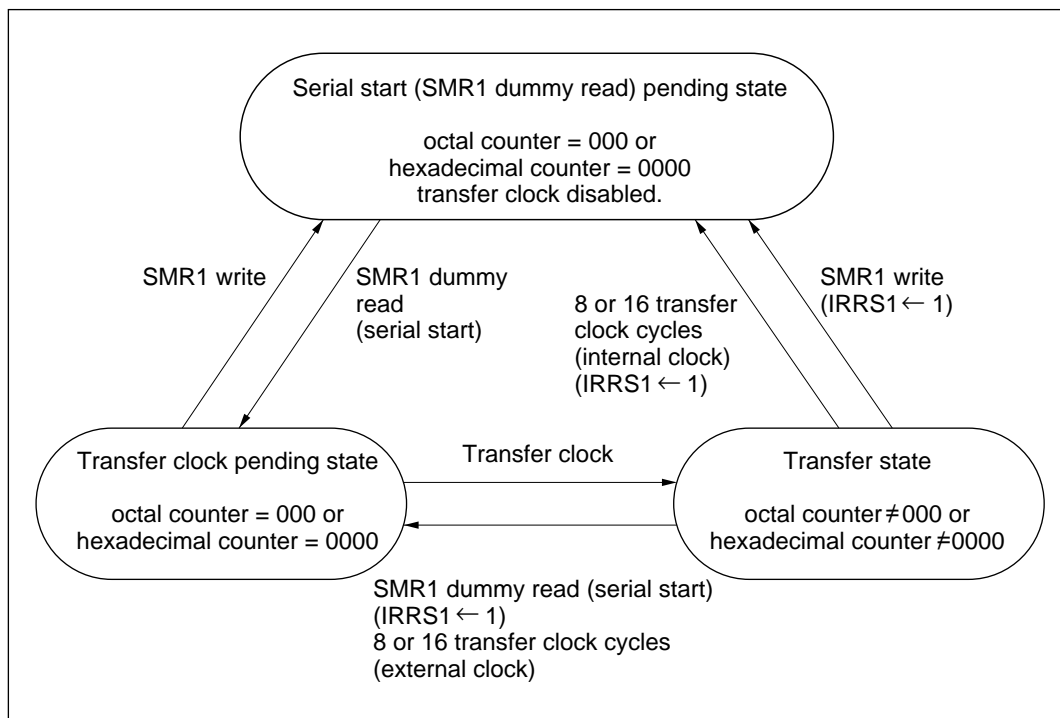 Serial start (SMR1 dummy read) pending state
octal counter = 000 or
hexadecimal counter = 0000
transfer clock disabled.
SMR1 write
SMR1 dummy
read
(serial start)
8 or 16 transfer
clock cycles
(internal clock)
(IRRS1 ← 1)
SMR1 write
(IRRS1 ← 1)
Transfer clock pending state
octal counter = 000 or
hexadecimal counter = 0000
Transfer clock
Transfer state
octal counter ≠ 000 or
hexadecimal counter ≠ 0000
SMR1 dummy read (serial start)
(IRRS1 ← 1)
8 or 16 transfer clock cycles
(external clock)